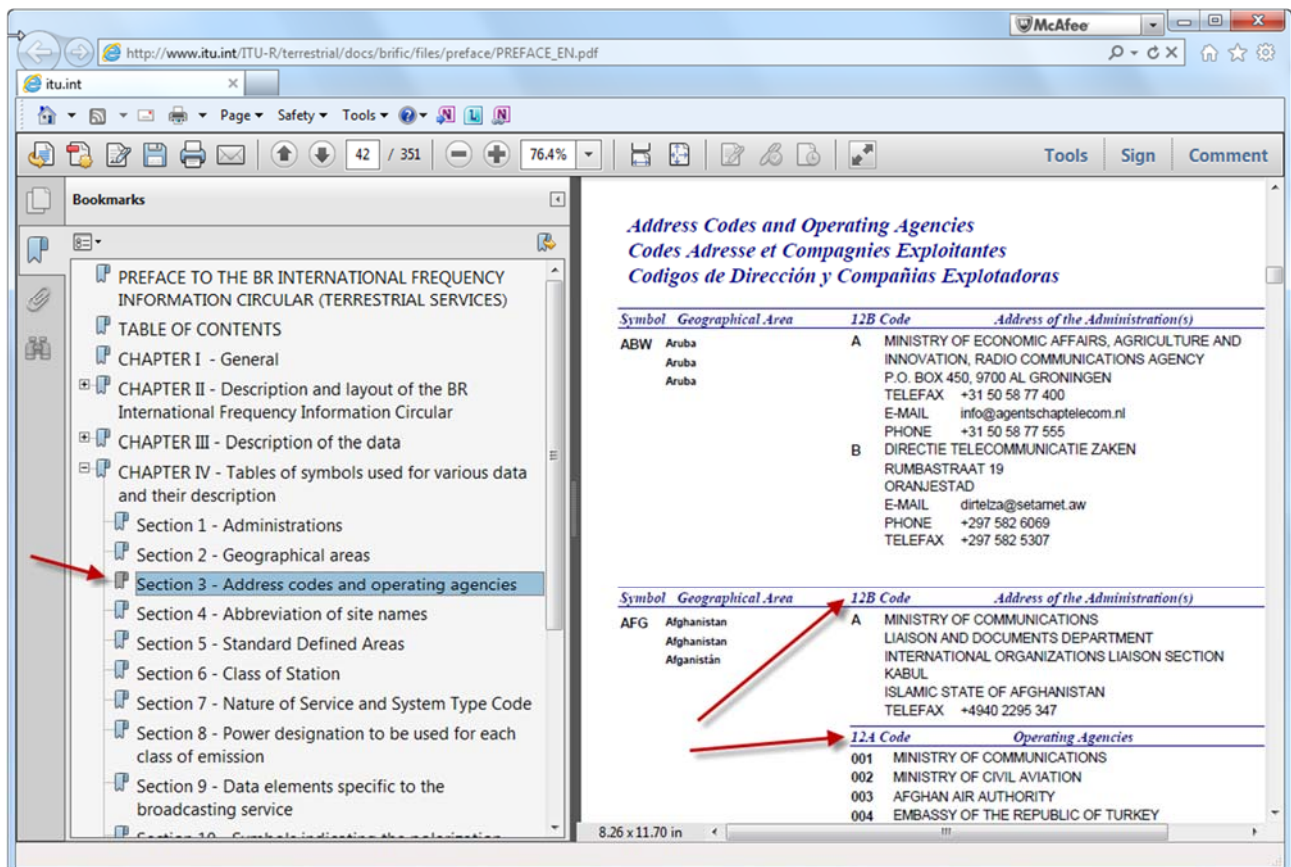 McAfee
http://www.itu.int/ITU-R/terrestrial/docs/brific/files/preface/PREFACE_EN.pdf
itu.int
Page Safety Tools
42 / 351 76.4% Tools Sign Comment
Bookmarks
PREFACE TO THE BR INTERNATIONAL FREQUENCY
INFORMATION CIRCULAR (TERRESTRIAL SERVICES)
TABLE OF CONTENTS
CHAPTER I - General
CHAPTER II - Description and layout of the BR
International Frequency Information Circular
CHAPTER III - Description of the data
CHAPTER IV - Tables of symbols used for various data
and their description
Section 1 - Administrations
Section 2 - Geographical areas
Section 3 - Address codes and operating agencies
Section 4 - Abbreviation of site names
Section 5 - Standard Defined Areas
Section 6 - Class of Station
Section 7 - Nature of Service and System Type Code
Section 8 - Power designation to be used for each
class of emission
Section 9 - Data elements specific to the
broadcasting service
Address Codes and Operating Agencies
Codes Adresse et Compagnies Exploitantes
Codigos de Dirección y Compañias Explotadoras
Symbol Geographical Area 12B Code Address of the Administration(s)
ABW Aruba A MINISTRY OF ECONOMIC AFFAIRS, AGRICULTURE AND
Aruba INNOVATION, RADIO COMMUNICATIONS AGENCY
Aruba P.O. BOX 450, 9700 AL GRONINGEN
TELEFAX +31 50 58 77 400
E-MAIL info@agentschaptelecom.nl
PHONE +31 50 58 77 555
B DIRECTIE TELECOMMUNICATIE ZAKEN
RUMBASTRAAT 19
ORANJESTAD
E-MAIL dirtelza@setarnet.aw
PHONE +297 582 6069
TELEFAX +297 582 5307
Symbol Geographical Area 12B Code Address of the Administration(s)
AFG Afghanistan A MINISTRY OF COMMUNICATIONS
Afghanistan LIAISON AND DOCUMENTS DEPARTMENT
Afganistán INTERNATIONAL ORGANIZATIONS LIAISON SECTION
KABUL
ISLAMIC STATE OF AFGHANISTAN
TELEFAX +4940 2295 347
12A Code Operating Agencies
001 MINISTRY OF COMMUNICATIONS
002 MINISTRY OF CIVIL AVIATION
003 AFGHAN AIR AUTHORITY
004 EMBASSY OF THE REPUBLIC OF TURKEY
8.26 x 11.70 in